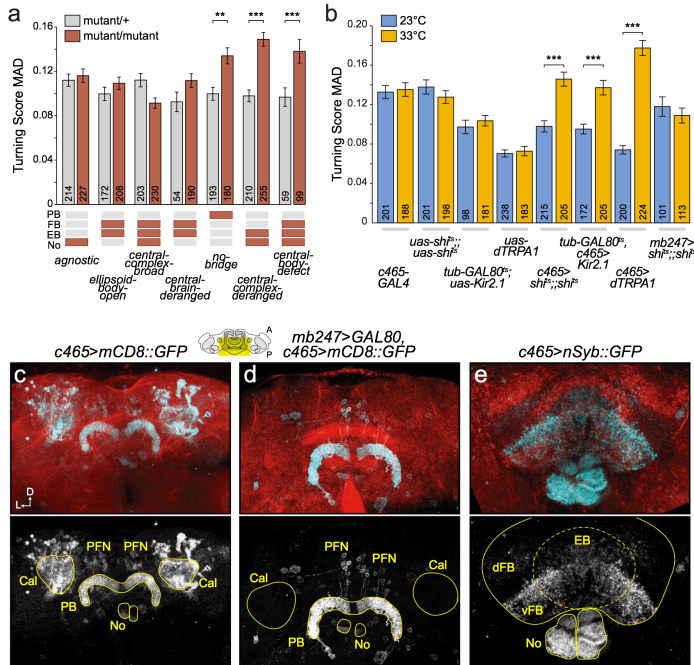 a
mutant/+
mutant/mutant
** *** ***
Turning Score MAD
0.16
0.12
0.08
0.04
0
214 227 172 208 203 230 54 190 193 180 210 255 59 99
PB
FB
EB
No
agnostic
ellipsoid-
body-
open
central-
complex-
broad
central-
brain-
deranged
no-
bridge
central-
complex-
deranged
central-
body-
defect
b
23°C
33°C
*** *** ***
Turning Score MAD
0.20
0.16
0.12
0.08
0.04
0
201 188 201 198 98 181 238 183 215 205 172 205 200 224 101 113
c465-
GAL4
uas-shits;;
uas-shits
tub-GAL80ts;
uas-Kir2.1
uas-
dTRPA1
c465>
shits;;shits
tub-GAL80ts,
c465>
Kir2.1
c465>
dTRPA1
mb247>
shits;;shits
A
P
c465>mCD8::GFP
mb247>GAL80,
c465>mCD8::GFP
c465>nSyb::GFP
c
D
L
d
e
PFN PFN
Cal
Cal
PB
No
PFN
PFN
Cal
Cal
PB
No
EB
dFB
vFB
No